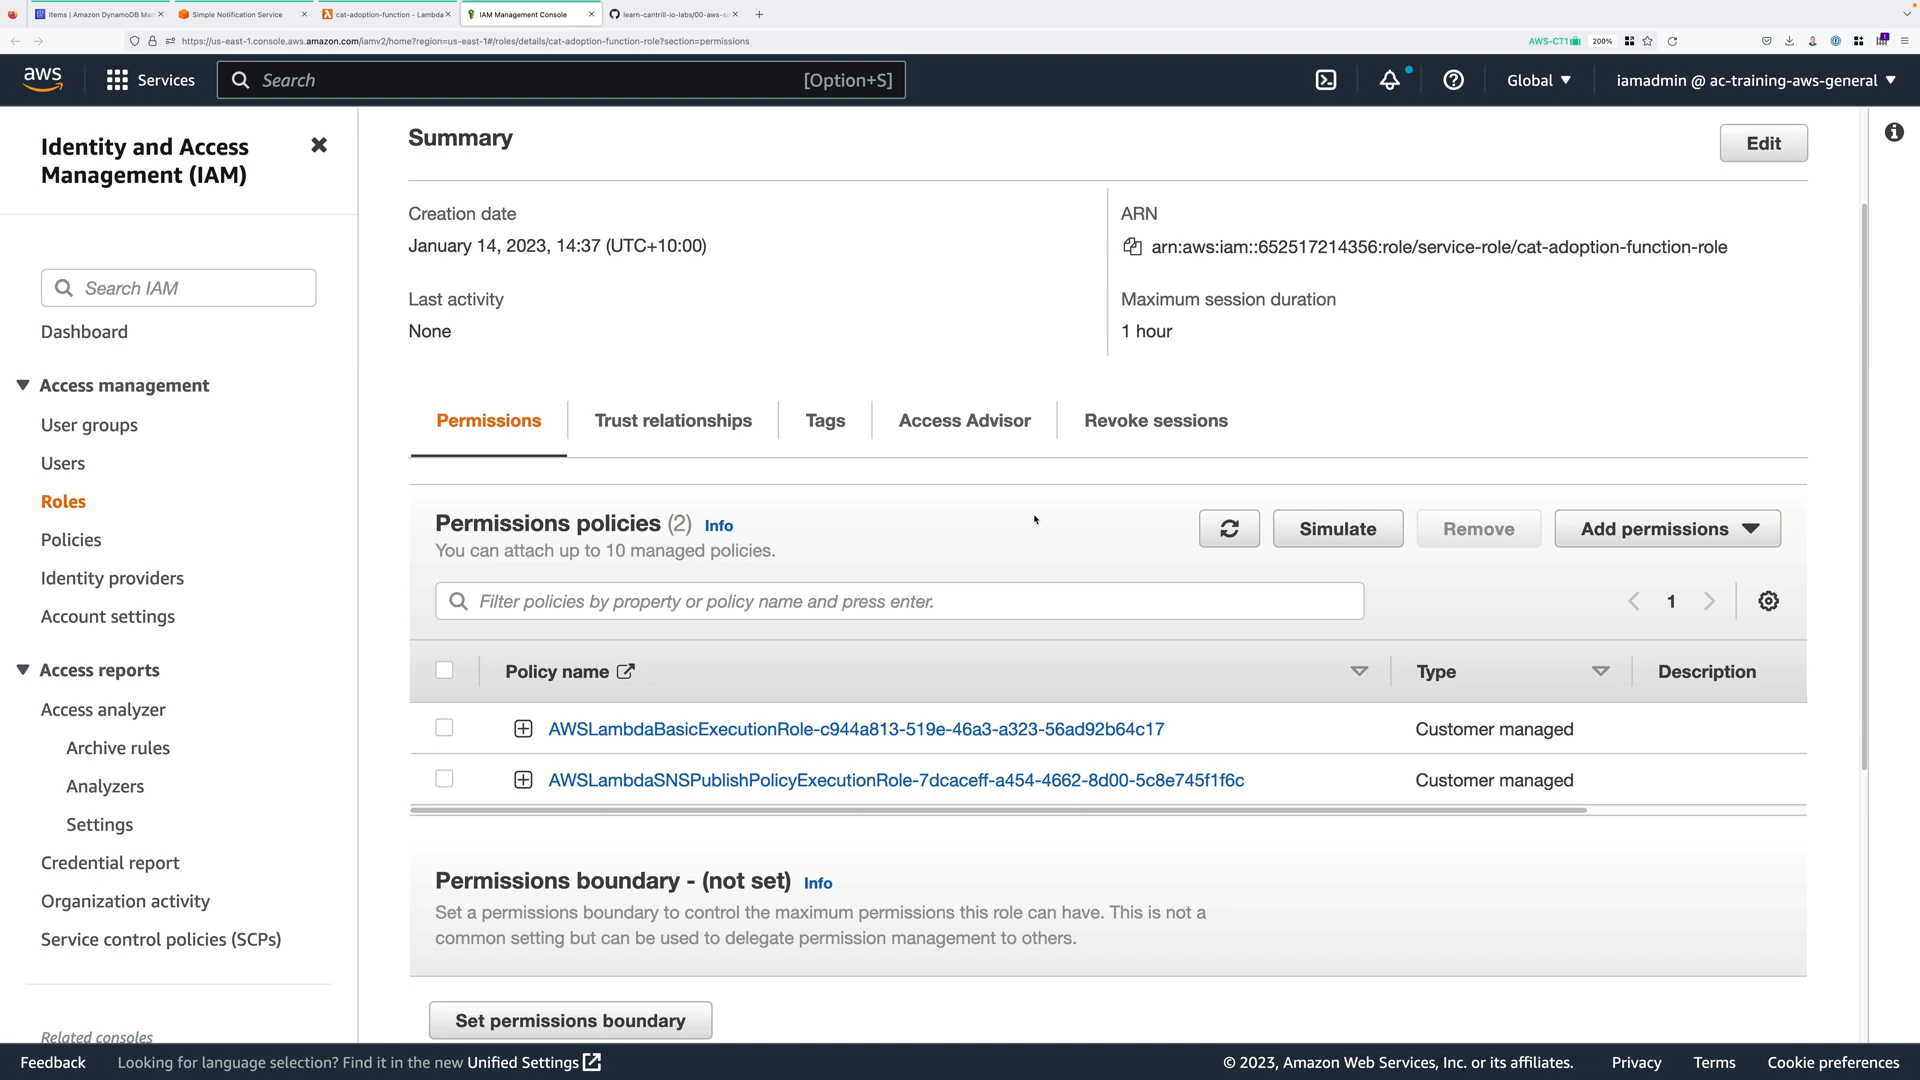 Items | Amazon DynamoDB Man
Simple Notification Service
cat-adoption-function - Lambda
IAM Management Console
learn-cantrill-io-labs/00-aws-si
https://us-east-1.console.aws.amazon.com/iamv2/home?region=us-east-1#/roles/details/cat-adoption-function-role?section=permissions
AWS-CT1
200%
aws
Services
Search
[Option+S]
Global
iamadmin @ ac-training-aws-general
Identity and Access
Management (IAM)
Search IAM
Dashboard
Access management
User groups
Users
Roles
Policies
Identity providers
Account settings
Access reports
Access analyzer
Archive rules
Analyzers
Settings
Credential report
Organization activity
Service control policies (SCPs)
Related consoles
Summary
Edit
Creation date
January 14, 2023, 14:37 (UTC+10:00)
ARN
arn:aws:iam::652517214356:role/service-role/cat-adoption-function-role
Last activity
None
Maximum session duration
1 hour
Permissions
Trust relationships
Tags
Access Advisor
Revoke sessions
Permissions policies (2) Info
You can attach up to 10 managed policies.
Simulate
Remove
Add permissions
Filter policies by property or policy name and press enter.
1
Policy name
Type
Description
AWSLambdaBasicExecutionRole-c944a813-519e-46a3-a323-56ad92b64c17
Customer managed
AWSLambdaSNSPublishPolicyExecutionRole-7dcaceff-a454-4662-8d00-5c8e745f1f6c
Customer managed
Permissions boundary - (not set) Info
Set a permissions boundary to control the maximum permissions this role can have. This is not a
common setting but can be used to delegate permission management to others.
Set permissions boundary
Feedback
Looking for language selection? Find it in the new Unified Settings
© 2023, Amazon Web Services, Inc. or its affiliates.
Privacy
Terms
Cookie preferences